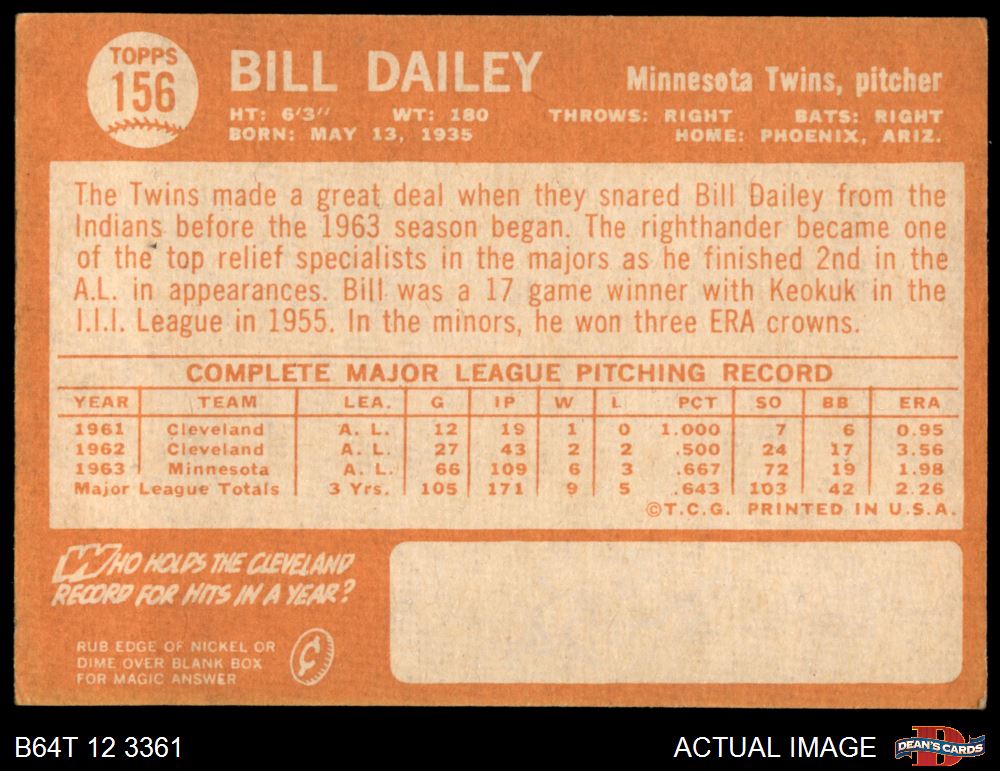 TOPPS
156
BILL DAILEY
Minnesota Twins, pitcher
HT: 6'3" WT: 180 THROWS: RIGHT BATS: RIGHT
BORN: MAY 13, 1935 HOME: PHOENIX, ARIZ.
The Twins made a great deal when they snared Bill Dailey from the
Indians before the 1963 season began. The righthander became one
of the top relief specialists in the majors as he finished 2nd in the
A.L. in appearances. Bill was a 17 game winner with Keokuk in the
I.I.I. League in 1955. In the minors, he won three ERA crowns.
COMPLETE MAJOR LEAGUE PITCHING RECORD
YEAR TEAM LEA. G IP W L PCT SO BB ERA
1961 Cleveland A. L. 12 19 1 0 1.000 7 6 0.95
1962 Cleveland A. L. 27 43 2 2 .500 24 17 3.56
1963 Minnesota A. L. 66 109 6 3 .667 72 19 1.98
Major League Totals 3 Yrs. 105 171 9 5 .643 103 42 2.26
©T.C.G. PRINTED IN U.S.A.
WHO HOLDS THE CLEVELAND
RECORD FOR HITS IN A YEAR?
RUB EDGE OF NICKEL OR
DIME OVER BLANK BOX
FOR MAGIC ANSWER
¢
B64T 12 3361
ACTUAL IMAGE
D
DEAN'S CARDS